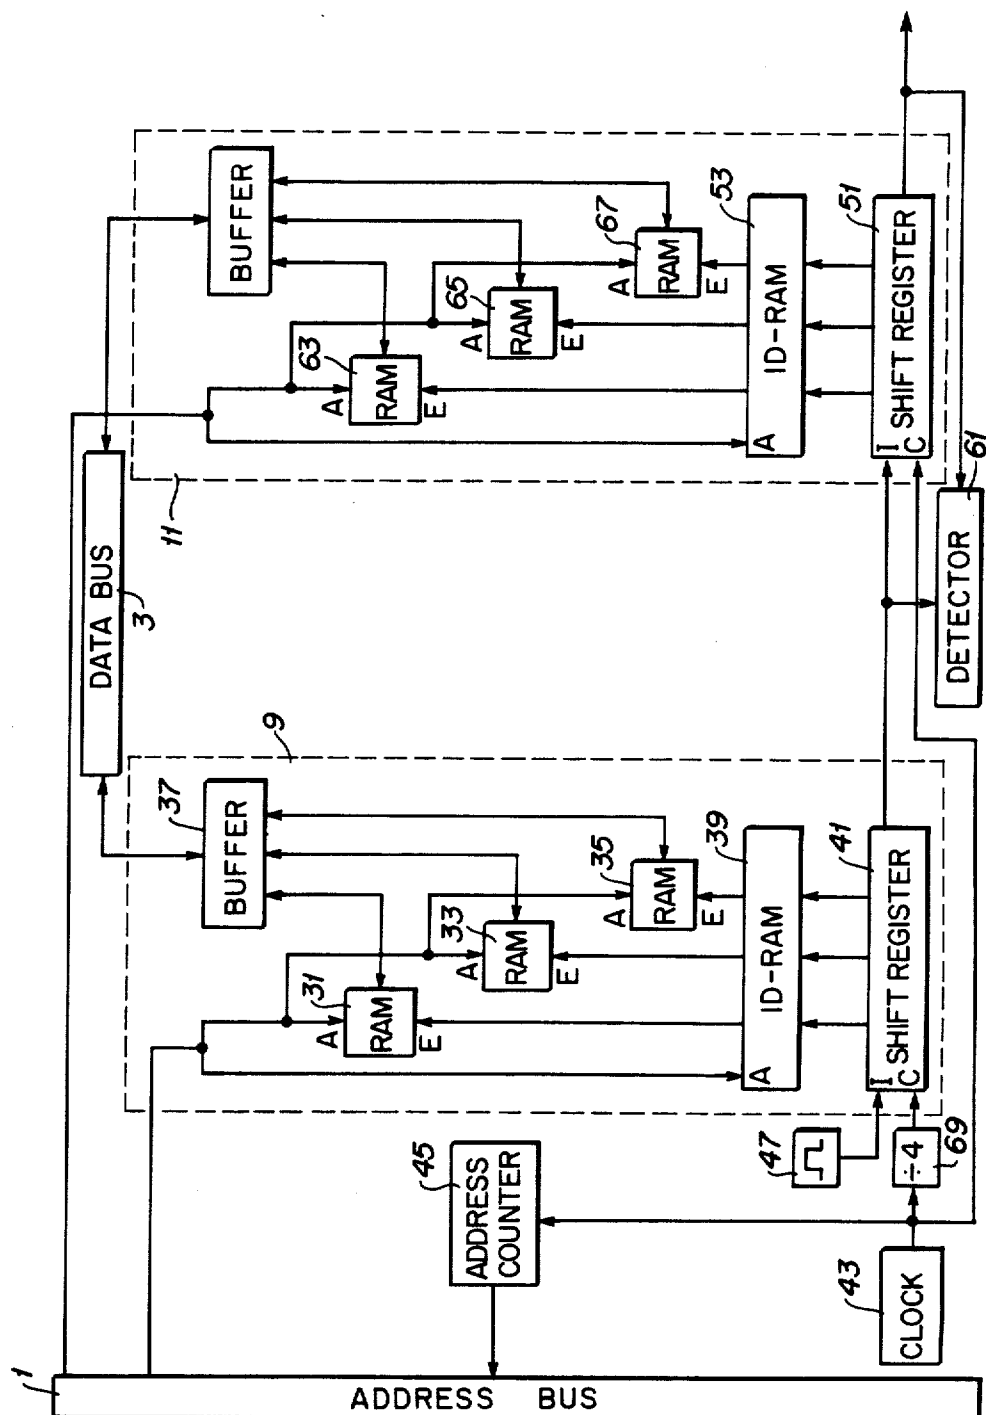 1
ADDRESS BUS
DATA BUS
3
9
37
BUFFER
31
A
RAM
E
33
A
RAM
E
35
A
RAM
E
39
A
ID-RAM
41
I
C
SHIFT REGISTER
45
ADDRESS
COUNTER
47
÷4
69
43
CLOCK
11
BUFFER
63
A
RAM
E
65
A
RAM
E
67
A
RAM
E
53
A
ID-RAM
51
I
C
SHIFT REGISTER
61
DETECTOR